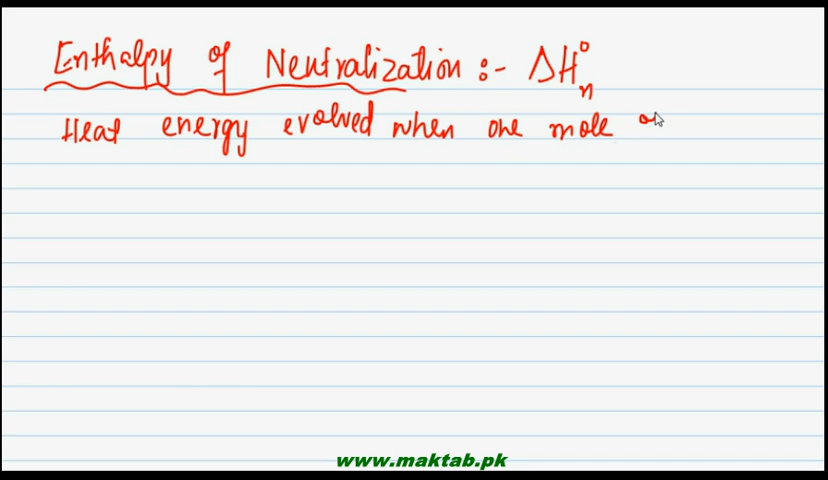 Enthalpy of Neutralization :- ΔH°n
Heat energy evolved when one mole
www.maktab.pk